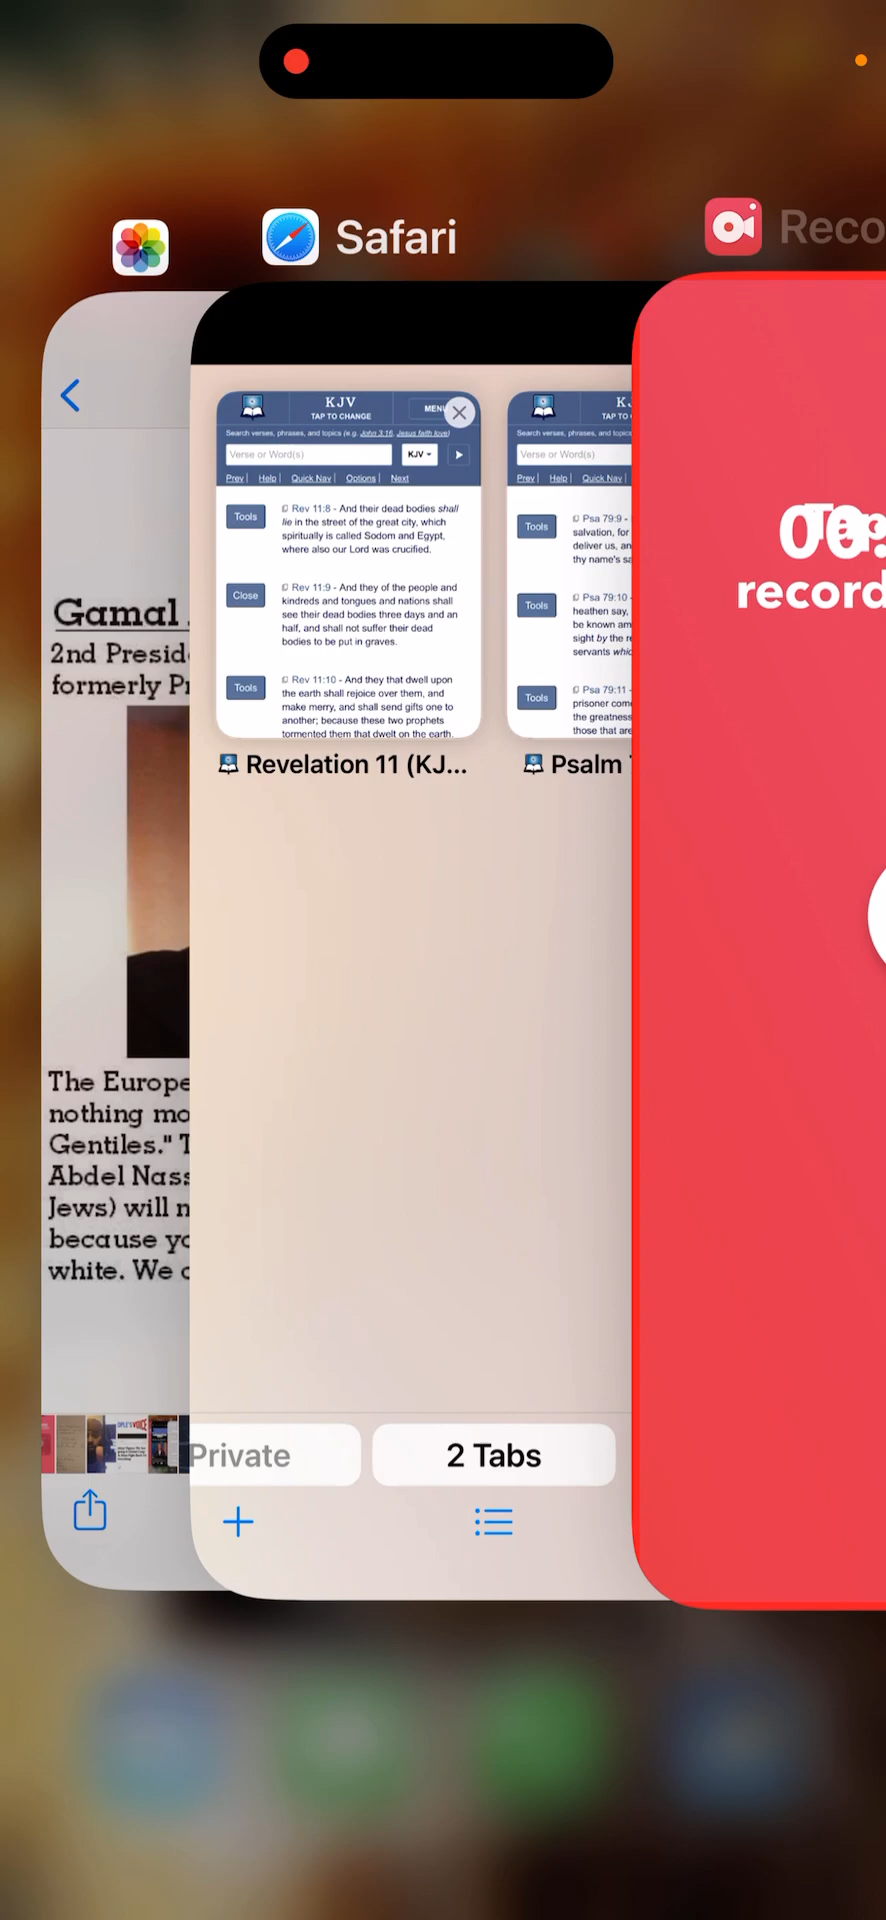 Safari
Reco
Gamal
2nd Presid
formerly Pr
The Europe
nothing mo
Gentiles." T
Abdel Nass
Jews) will n
because yo
white. We c
KJV
TAP TO CHANGE
MENU
Search verses, phrases, and topics (e.g. John 3:16, Jesus faith love)
Verse or Word(s)
KJV
Prev | Help | Quick Nav | Options | Next
Tools
Rev 11:8 - And their dead bodies shall
lie in the street of the great city, which
spiritually is called Sodom and Egypt,
where also our Lord was crucified.
Close
Rev 11:9 - And they of the people and
kindreds and tongues and nations shall
see their dead bodies three days and an
half, and shall not suffer their dead
bodies to be put in graves.
Tools
Rev 11:10 - And they that dwell upon
the earth shall rejoice over them, and
make merry, and shall send gifts one to
another; because these two prophets
tormented them that dwelt on the earth.
Revelation 11 (KJ...
KJ
TAP TO
Search verses, phrases, and topics
Verse or Word(s)
Prev | Help | Quick Nav |
Tools
Psa 79:9 -
salvation, for
deliver us, an
thy name's sa
Tools
Psa 79:10 -
heathen say,
be known am
sight by the re
servants whic
Tools
Psa 79:11 -
prisoner come
the greatness
those that are
Psalm
record
Private
2 Tabs